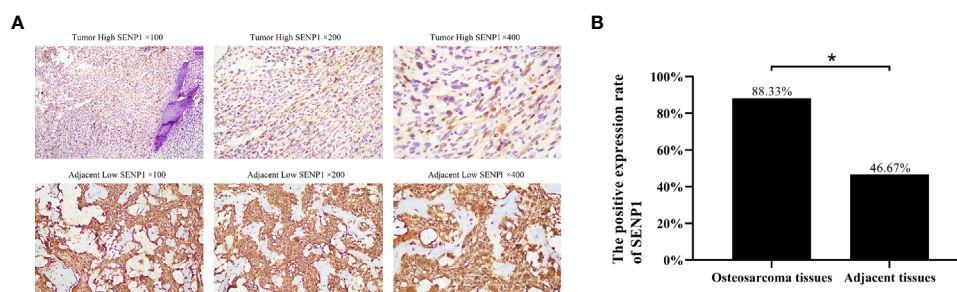 A
Tumor High SENP1 ×100
Tumor High SENP1 ×200
Tumor High SENP1 ×400
Adjacent Low SENP1 ×100
Adjacent Low SENP1 ×200
Adjacent Low SENP1 ×400
B
The positive expression rate
of SENP1
100%
80%
60%
40%
20%
0%
*
88.33%
46.67%
Osteosarcoma tissues
Adjacent tissues